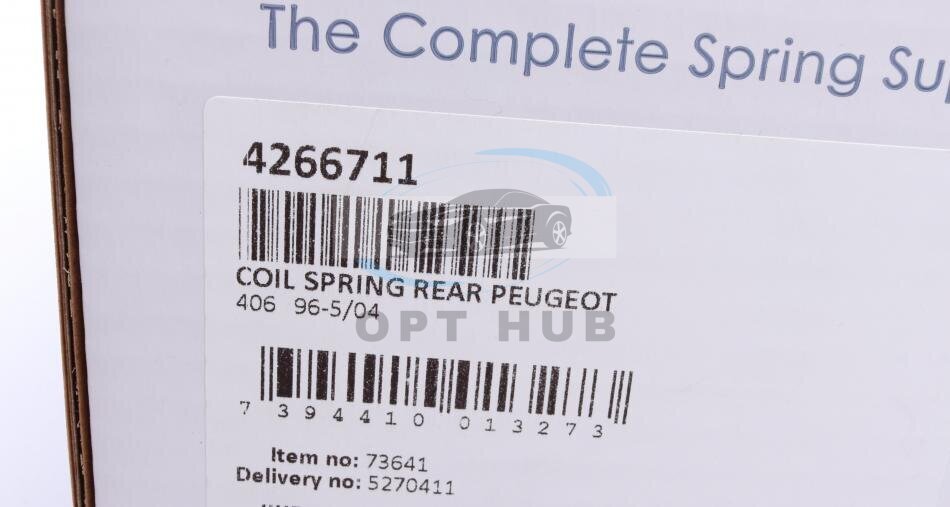 The Complete Spring Su
4266711
COIL SPRING REAR PEUGEOT
406 96-5/04
OPT HUB
7 394410 013273
Item no: 73641
Delivery no: 5270411